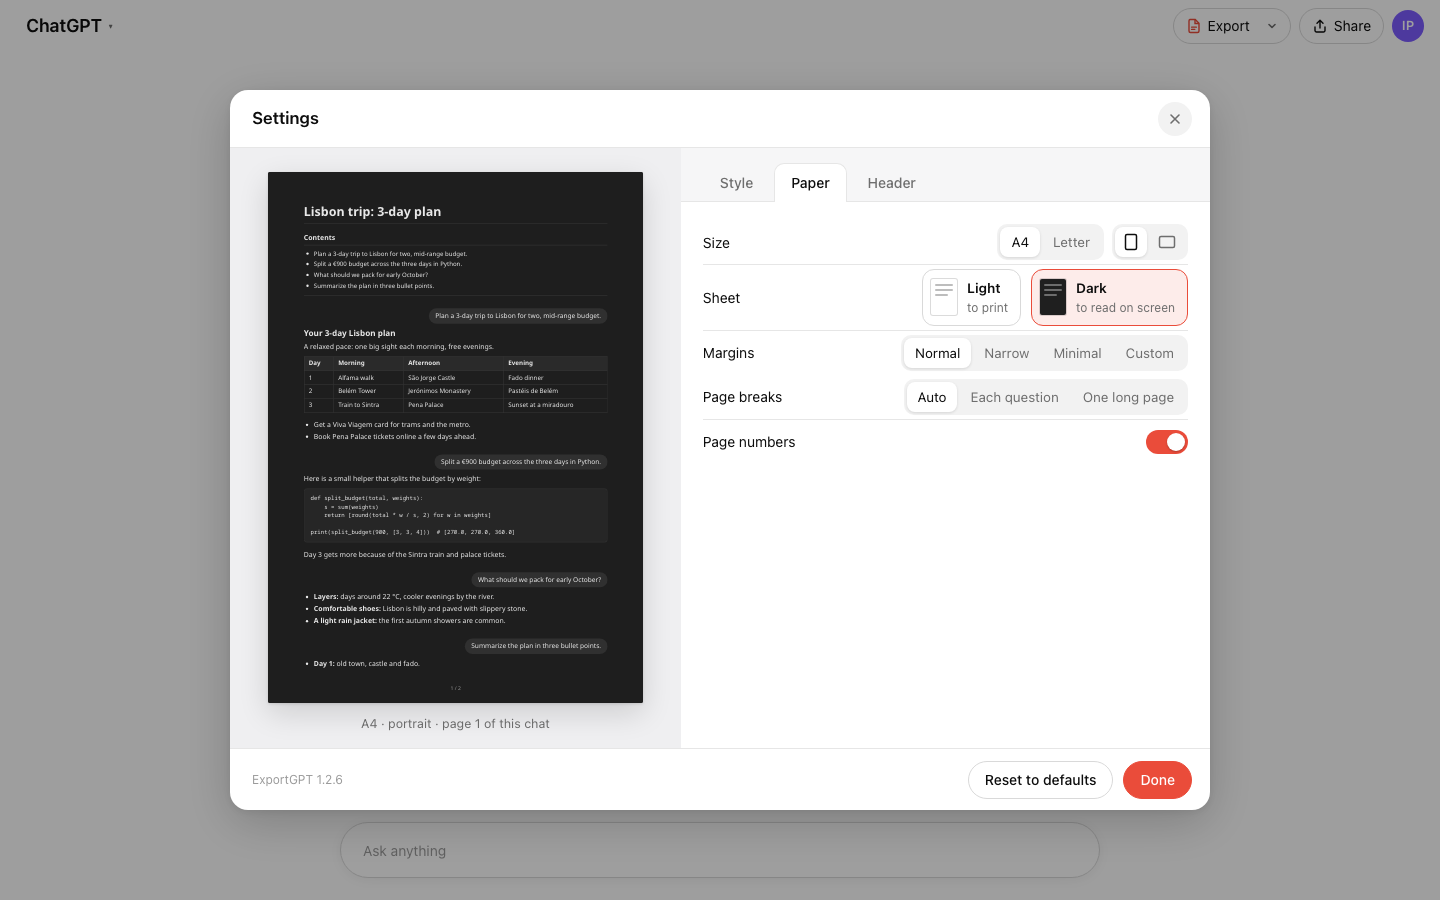 ChatGPT
Export
Share
IP
Settings
Lisbon trip: 3-day plan
Contents
• Plan a 3-day trip to Lisbon for two, mid-range budget.
• Split a €900 budget across the three days in Python.
• What should we pack for early October?
• Summarize the plan in three bullet points.
Plan a 3-day trip to Lisbon for two, mid-range budget.
Your 3-day Lisbon plan
A relaxed pace: one big sight each morning, free evenings.
Day Morning Afternoon Evening
1 Alfama walk São Jorge Castle Fado dinner
2 Belém Tower Jerónimos Monastery Pastéis de Belém
3 Train to Sintra Pena Palace Sunset at a miradouro
• Get a Viva Viagem card for trams and the metro.
• Book Pena Palace tickets online a few days ahead.
Split a €900 budget across the three days in Python.
Here is a small helper that splits the budget by weight:
def split_budget(total, weights):
    s = sum(weights)
    return [round(total * w / s, 2) for w in weights]
print(split_budget(900, [3, 3, 4]))  # [270.0, 270.0, 360.0]
Day 3 gets more because of the Sintra train and palace tickets.
What should we pack for early October?
• Layers: days around 22 °C, cooler evenings by the river.
• Comfortable shoes: Lisbon is hilly and paved with slippery stone.
• A light rain jacket: the first autumn showers are common.
Summarize the plan in three bullet points.
• Day 1: old town, castle and fado.
1 / 2
A4 · portrait · page 1 of this chat
Style Paper Header
Size A4 Letter
Sheet Light to print Dark to read on screen
Margins Normal Narrow Minimal Custom
Page breaks Auto Each question One long page
Page numbers
ExportGPT 1.2.6
Reset to defaults Done
Ask anything